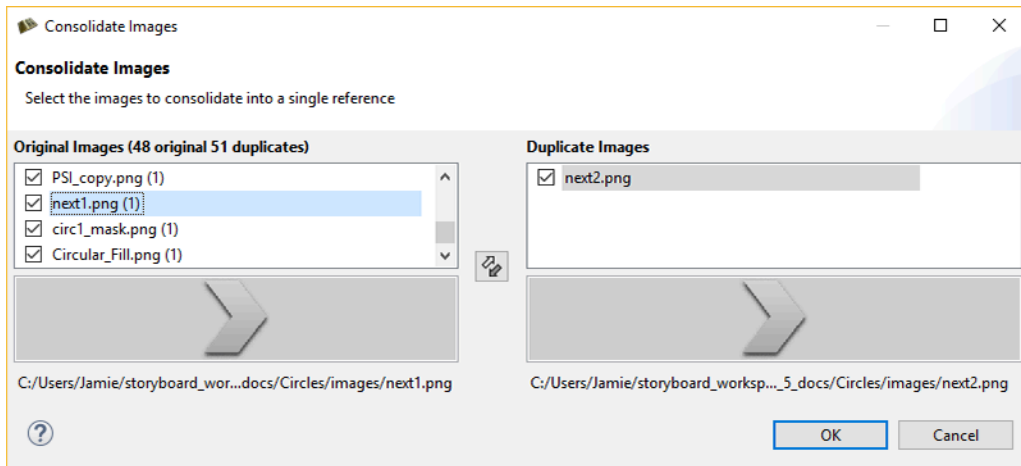 Consolidate Images
Consolidate Images
Select the images to consolidate into a single reference
Original Images (48 original 51 duplicates)
PSI_copy.png (1)
next1.png (1)
circ1_mask.png (1)
Circular_Fill.png (1)
C:/Users/Jamie/storyboard_wor...docs/Circles/images/next1.png
Duplicate Images
next2.png
C:/Users/Jamie/storyboard_worksp..._5_docs/Circles/images/next2.png
?
OK
Cancel